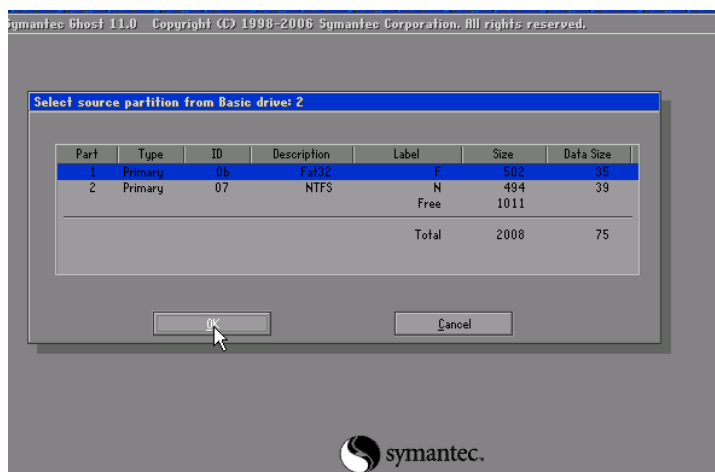 Symantec Ghost 11.0 Copyright (C) 1998-2006 Symantec Corporation. All rights reserved.
Select source partition from Basic drive: 2
Part Type ID Description Label Size Data Size
1 Primary 0b Fat32 F 502 35
2 Primary 07 NTFS N 494 39
Free 1011
Total 2008 75
OK Cancel
symantec.